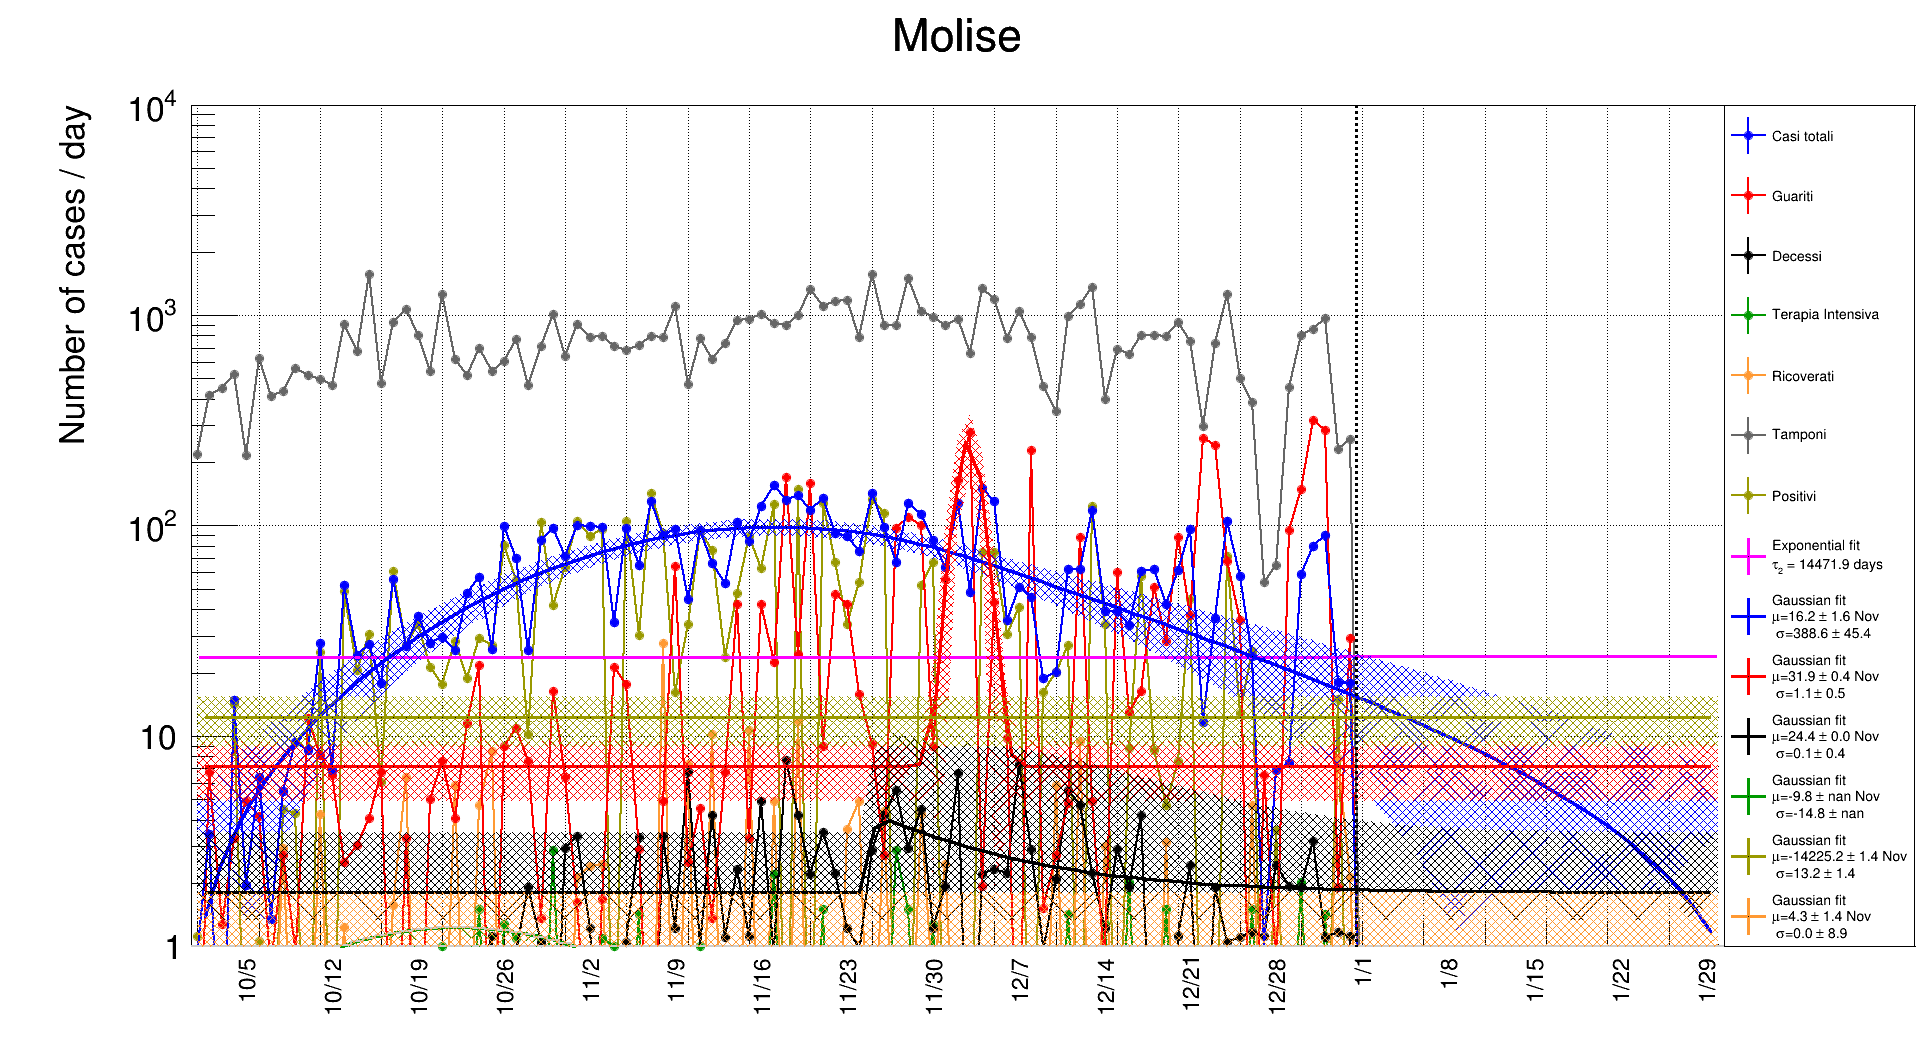 Molise
Number of cases / day
10^4
10^3
10^2
10
1
10/5
10/12
10/19
10/26
11/2
11/9
11/16
11/23
11/30
12/7
12/14
12/21
12/28
1/1
1/8
1/15
1/22
1/29
Casi totali
Guariti
Decessi
Terapia Intensiva
Ricoverati
Tamponi
Positivi
Exponential fit
τ₂ = 14471.9 days
Gaussian fit
μ=16.2 ± 1.6 Nov
σ=388.6 ± 45.4
Gaussian fit
μ=31.9 ± 0.4 Nov
σ=1.1 ± 0.5
Gaussian fit
μ=24.4 ± 0.0 Nov
σ=0.1 ± 0.4
Gaussian fit
μ=-9.8 ± nan Nov
σ=-14.8 ± nan
Gaussian fit
μ=-14225.2 ± 1.4 Nov
σ=13.2 ± 1.4
Gaussian fit
μ=4.3 ± 1.4 Nov
σ=0.0 ± 8.9